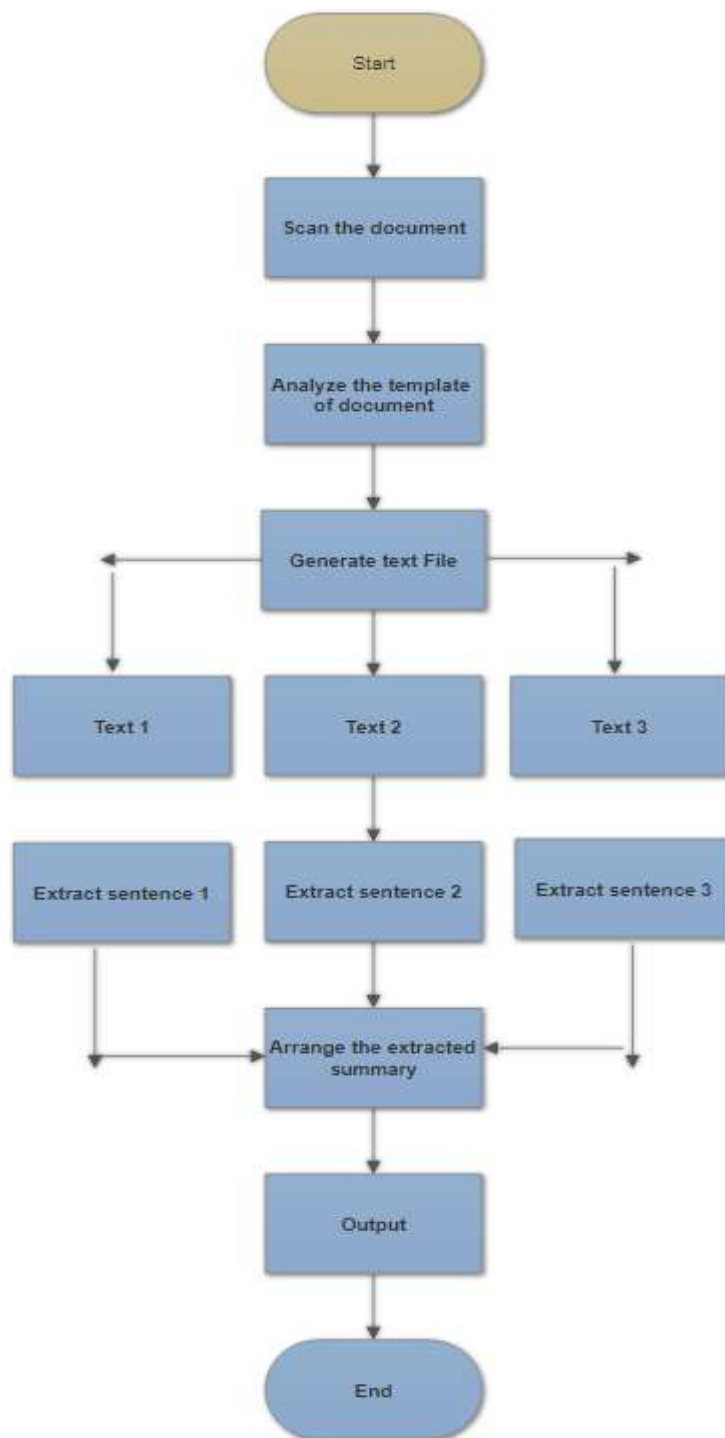 Start
Scan the document
Analyze the template
of document
Generate text File
Text 1
Text 2
Text 3
Extract sentence 1
Extract sentence 2
Extract sentence 3
Arrange the extracted
summary
Output
End